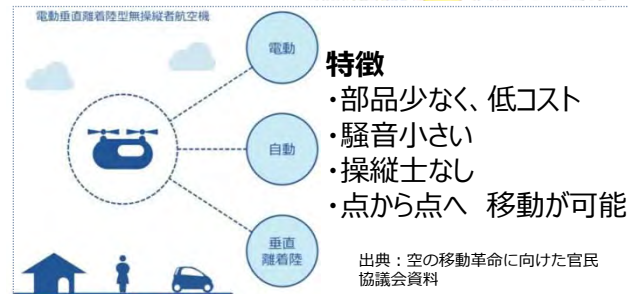 電動垂直離着陸型無操縦者航空機
電動
自動
垂直
離着陸
特徴
・部品少なく、低コスト
・騒音小さい
・操縦士なし
・点から点へ 移動が可能
出典：空の移動革命に向けた官民
協議会資料